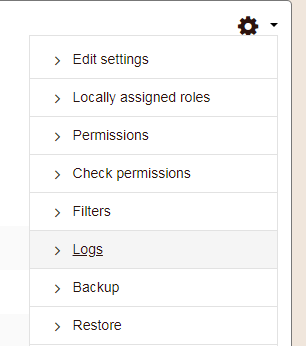 Edit settings
Locally assigned roles
Permissions
Check permissions
Filters
Logs
Backup
Restore